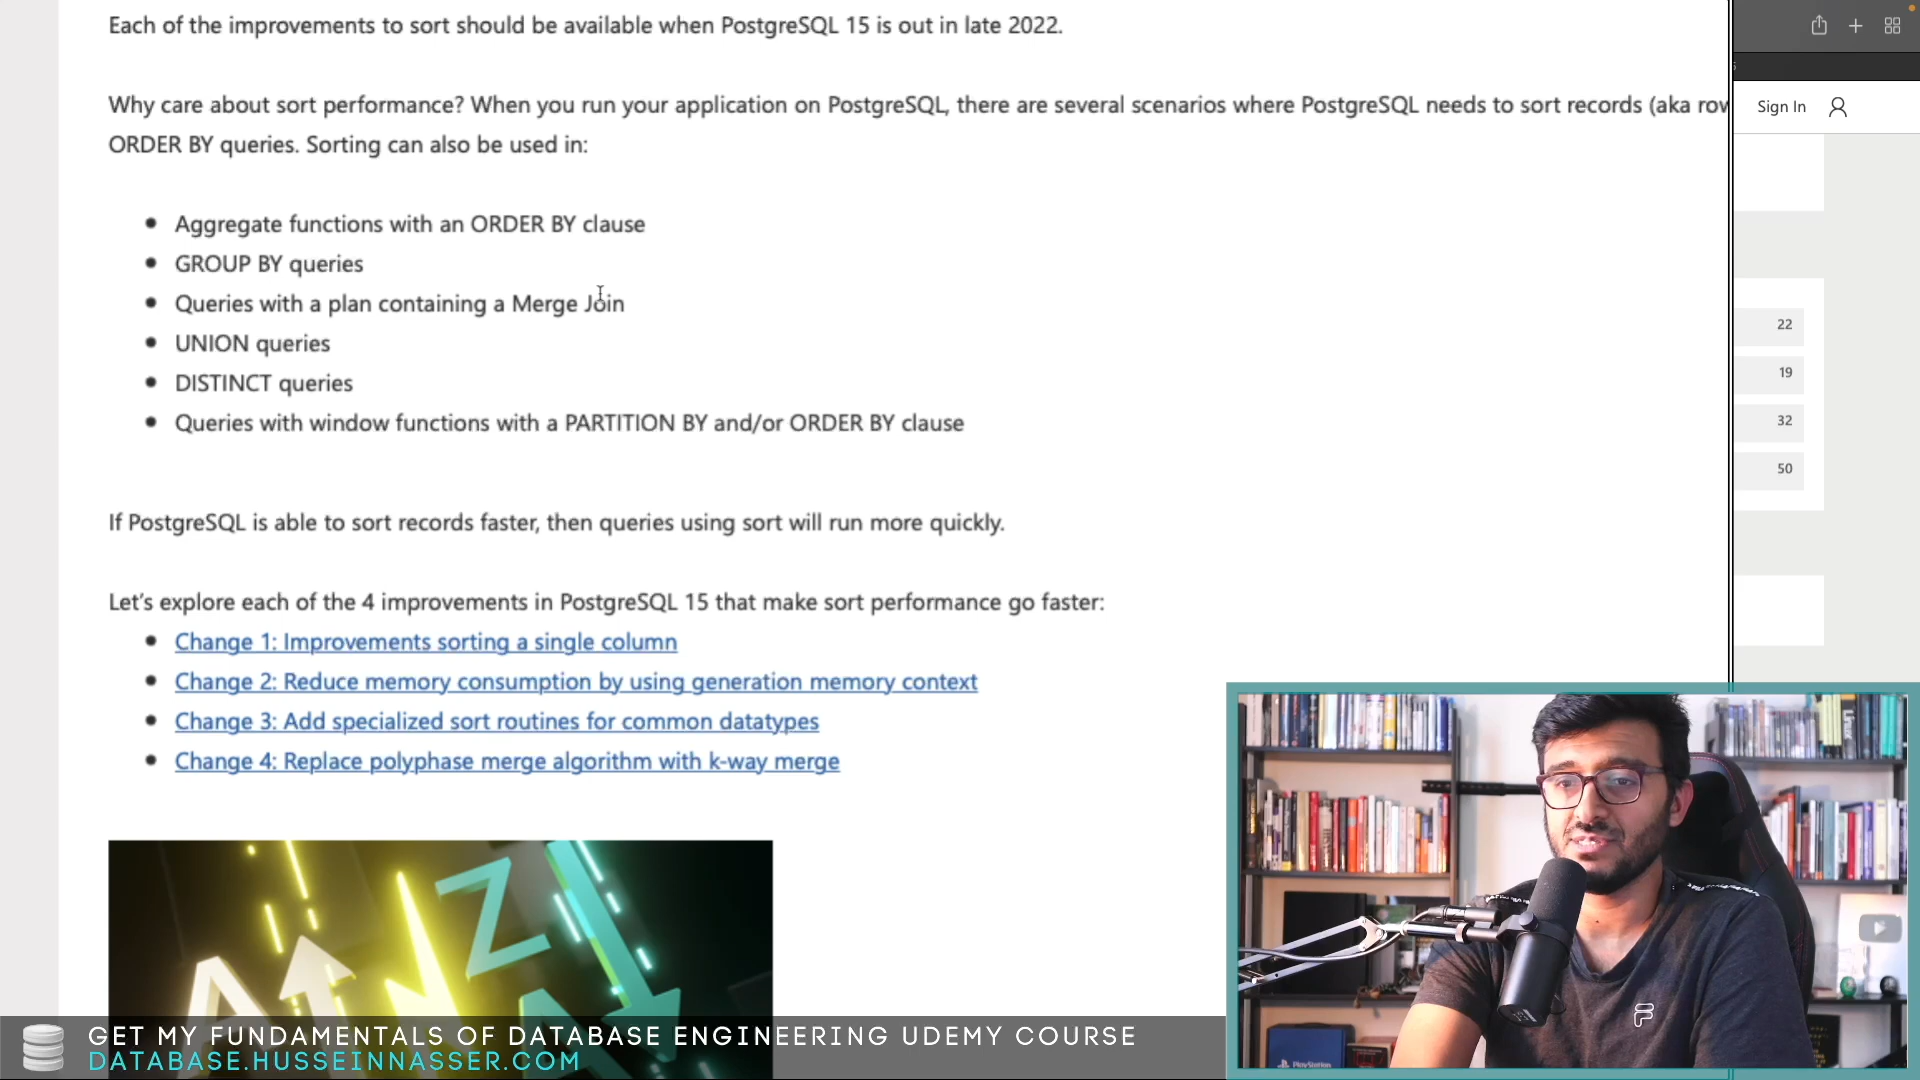 Each of the improvements to sort should be available when PostgreSQL 15 is out in late 2022.
Why care about sort performance? When you run your application on PostgreSQL, there are several scenarios where PostgreSQL needs to sort records (aka
ORDER BY queries. Sorting can also be used in:
Aggregate functions with an ORDER BY clause
GROUP BY queries
Queries with a plan containing a Merge Join
UNION queries
DISTINCT queries
Queries with window functions with a PARTITION BY and/or ORDER BY clause
If PostgreSQL is able to sort records faster, then queries using sort will run more quickly.
Let's explore each of the 4 improvements in PostgreSQL 15 that make sort performance go faster:
Change 1: Improvements sorting a single column
Change 2: Reduce memory consumption by using generation memory context
Change 3: Add specialized sort routines for common datatypes
Change 4: Replace polyphase merge algorithm with k-way merge
A Z
Sign In
22
19
32
50
PlayStation
GET MY FUNDAMENTALS OF DATABASE ENGINEERING UDEMY COURSE
DATABASE.HUSSEINNASSER.COM